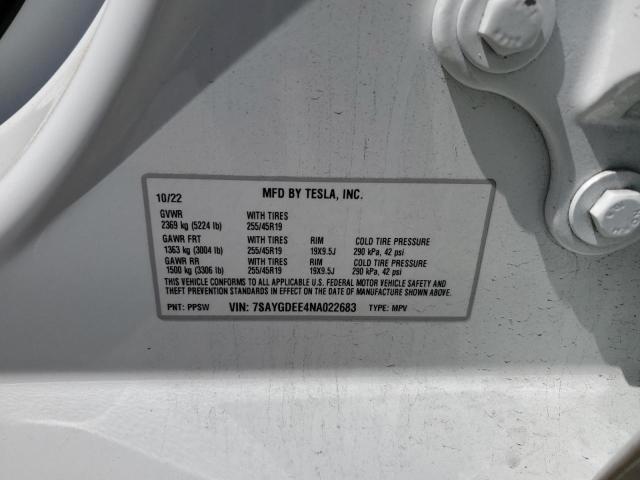 10/22 MFD BY TESLA, INC.
GVWR WITH TIRES
2369 kg (5224 lb) 255/45R19
GAWR FRT WITH TIRES RIM COLD TIRE PRESSURE
1363 kg (3004 lb) 255/45R19 19X9.5J 290 kPa, 42 psi
GAWR RR WITH TIRES RIM COLD TIRE PRESSURE
1500 kg (3306 lb) 255/45R19 19X9.5J 290 kPa, 42 psi
THIS VEHICLE CONFORMS TO ALL APPLICABLE U.S. FEDERAL MOTOR VEHICLE SAFETY AND
THEFT PREVENTION STANDARDS IN EFFECT ON THE DATE OF MANUFACTURE SHOWN ABOVE.
PNT: PPSW VIN: 7SAYGDEE4NA022683 TYPE: MPV